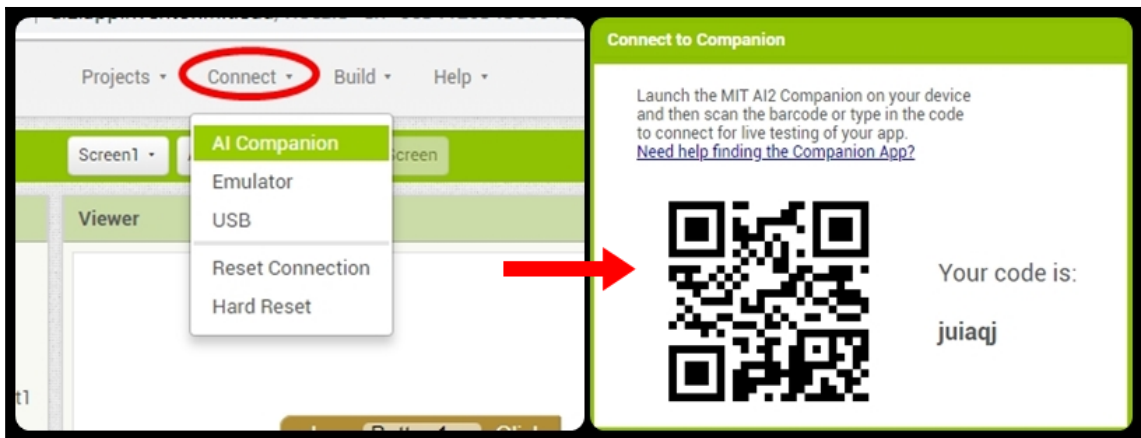 Projects
Connect
Build
Help
Screen1
Screen
AI Companion
Emulator
USB
Reset Connection
Hard Reset
Viewer
t1
Connect to Companion
Launch the MIT AI2 Companion on your device
and then scan the barcode or type in the code
to connect for live testing of your app.
Need help finding the Companion App?
Your code is:
juiaqj